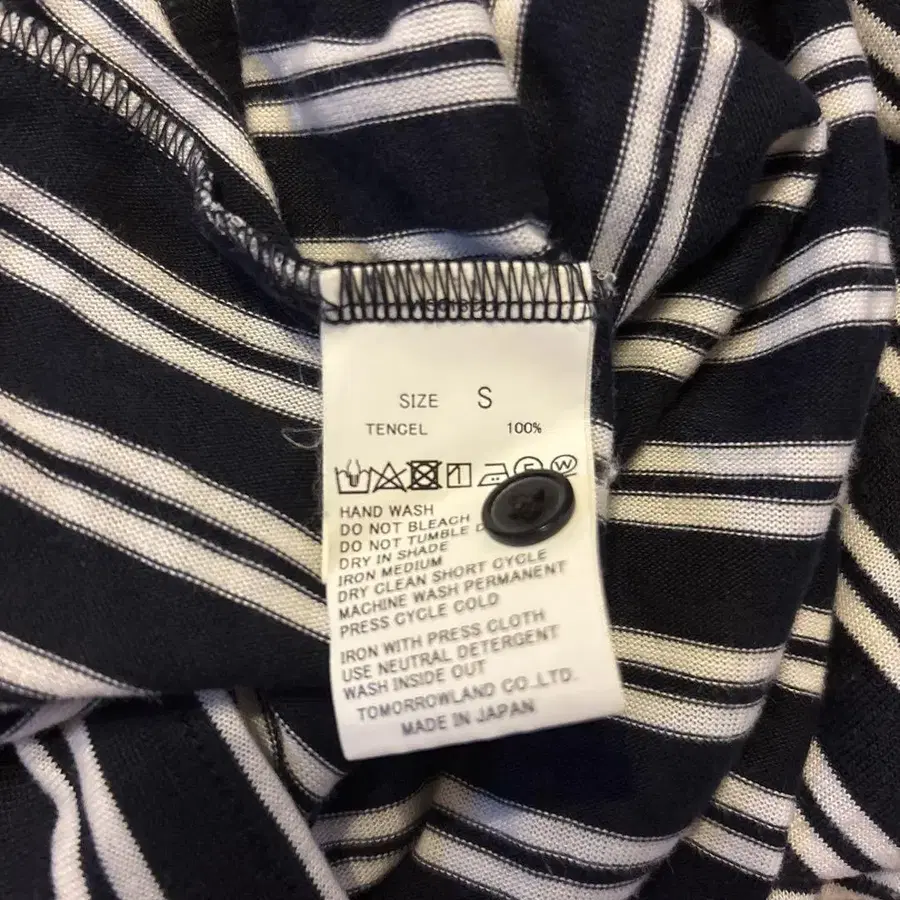 SIZE S
TENCEL 100%
HAND WASH
DO NOT BLEACH
DO NOT TUMBLE D
DRY IN SHADE
IRON MEDIUM
DRY CLEAN SHORT CYCLE
MACHINE WASH PERMANENT
PRESS CYCLE COLD
IRON WITH PRESS CLOTH
USE NEUTRAL DETERGENT
WASH INSIDE OUT
TOMORROWLAND CO.,LTD.
MADE IN JAPAN